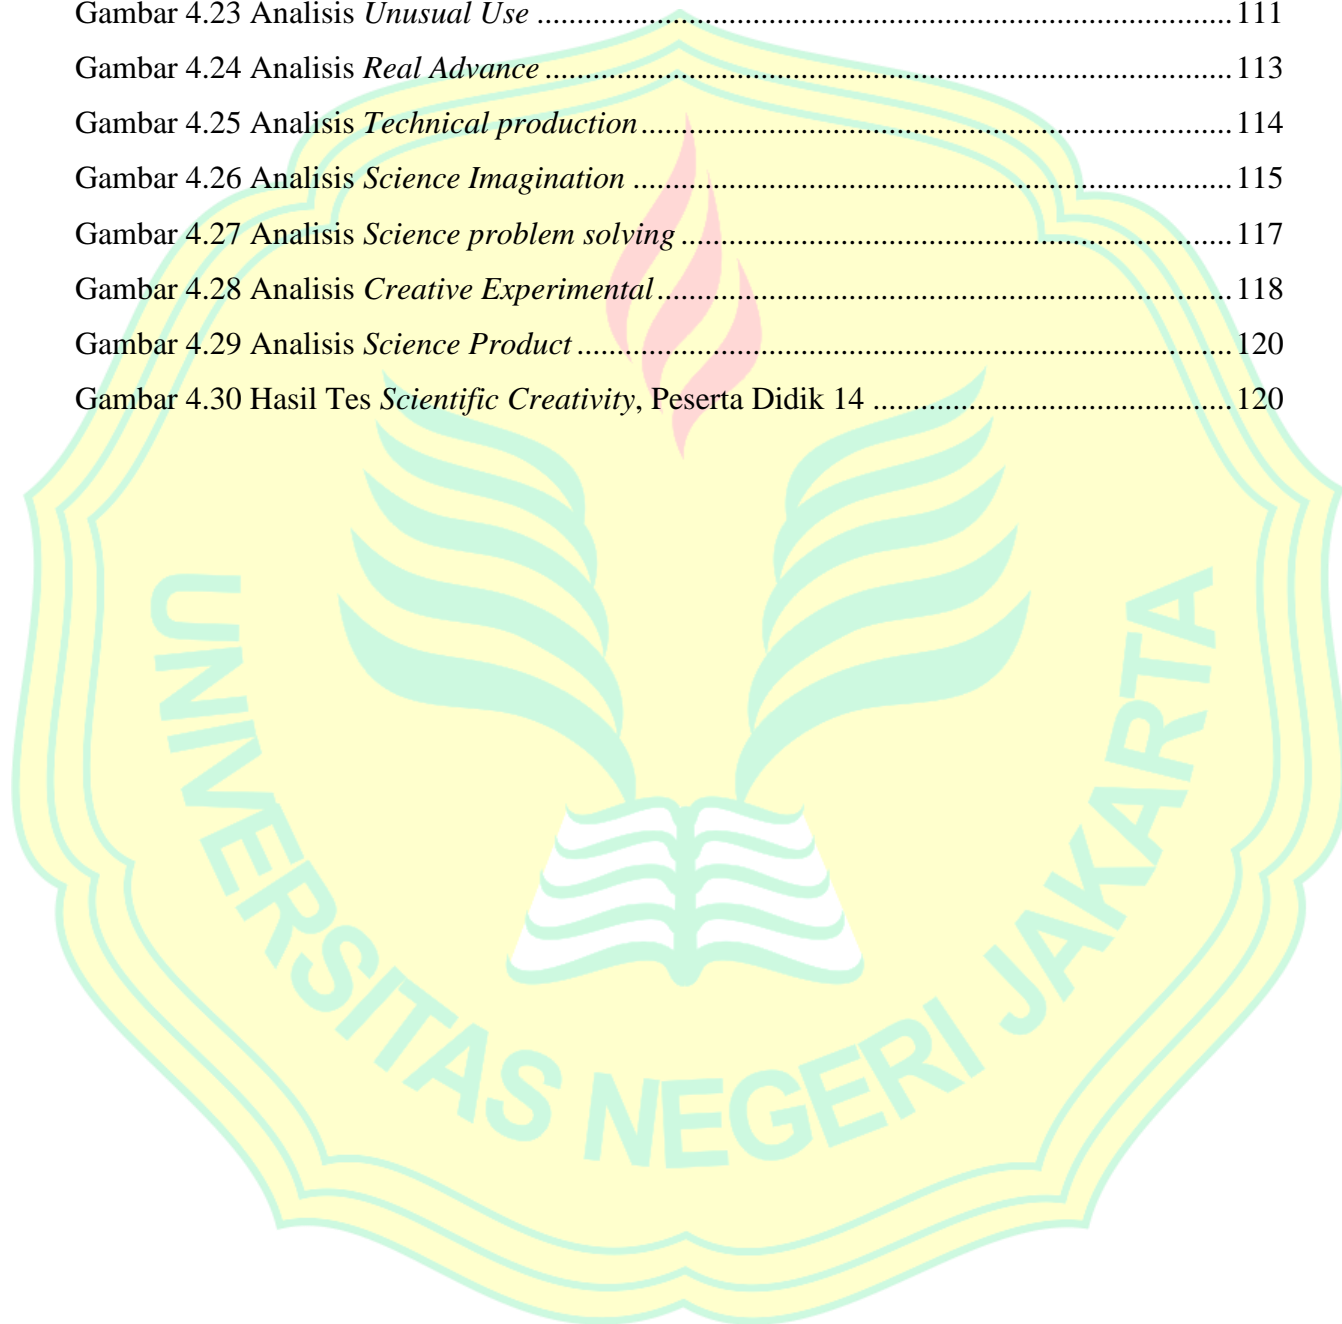 Gambar 4.23 Analisis Unusual Use ........................................................................................ 111
Gambar 4.24 Analisis Real Advance ....................................................................................... 113
Gambar 4.25 Analisis Technical production ........................................................................... 114
Gambar 4.26 Analisis Science Imagination ............................................................................ 115
Gambar 4.27 Analisis Science problem solving ...................................................................... 117
Gambar 4.28 Analisis Creative Experimental ......................................................................... 118
Gambar 4.29 Analisis Science Product ................................................................................... 120
Gambar 4.30 Hasil Tes Scientific Creativity, Peserta Didik 14 .............................................. 120
UNIVERSITAS NEGERI JAKARTA